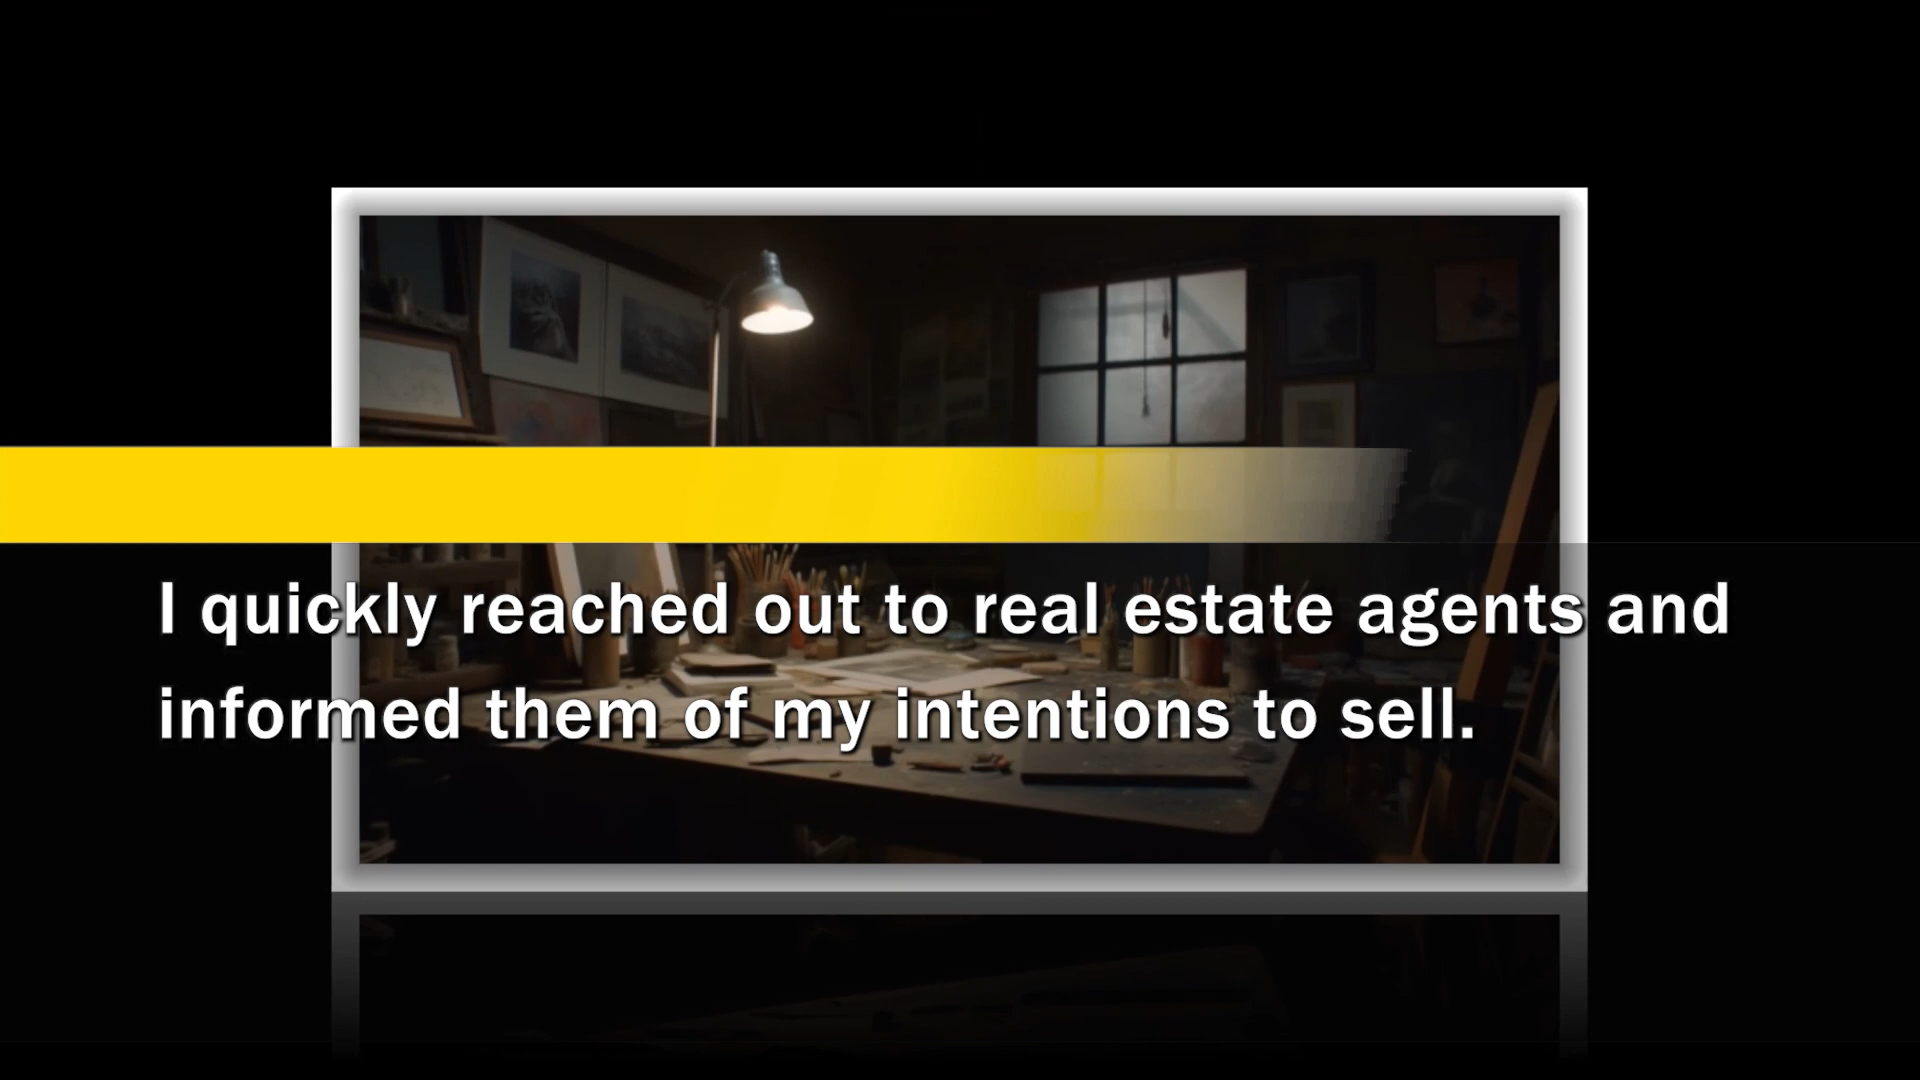 I quickly reached out to real estate agents and
informed them of my intentions to sell.